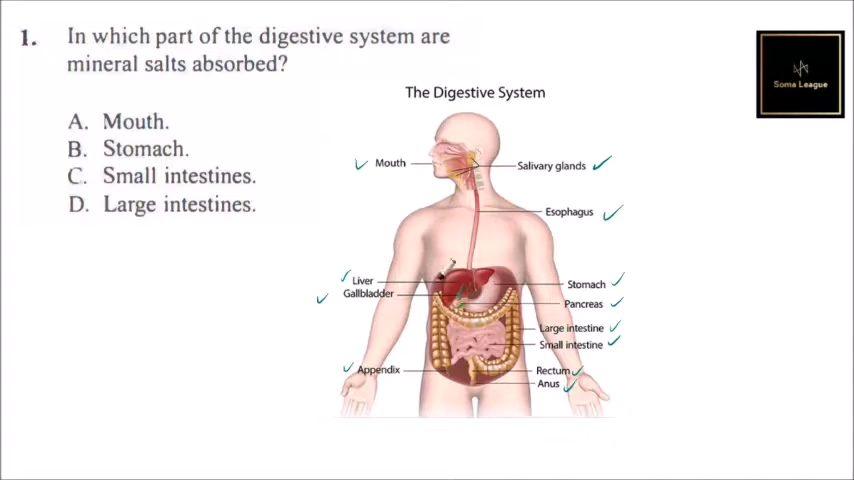 1. In which part of the digestive system are
mineral salts absorbed?
A. Mouth.
B. Stomach.
C. Small intestines.
D. Large intestines.
Soma League
The Digestive System
Mouth
Salivary glands
Esophagus
Liver
Gallbladder
Stomach
Pancreas
Large intestine
Small intestine
Appendix
Rectum
Anus